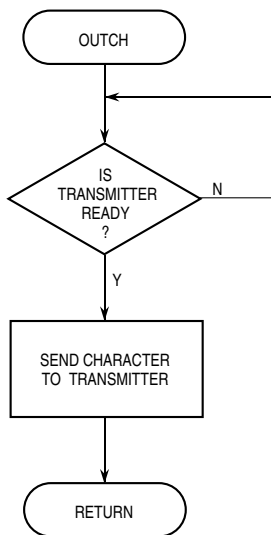 OUTCH
IS
TRANSMITTER
READY
?
N
Y
SEND CHARACTER
TO TRANSMITTER
RETURN